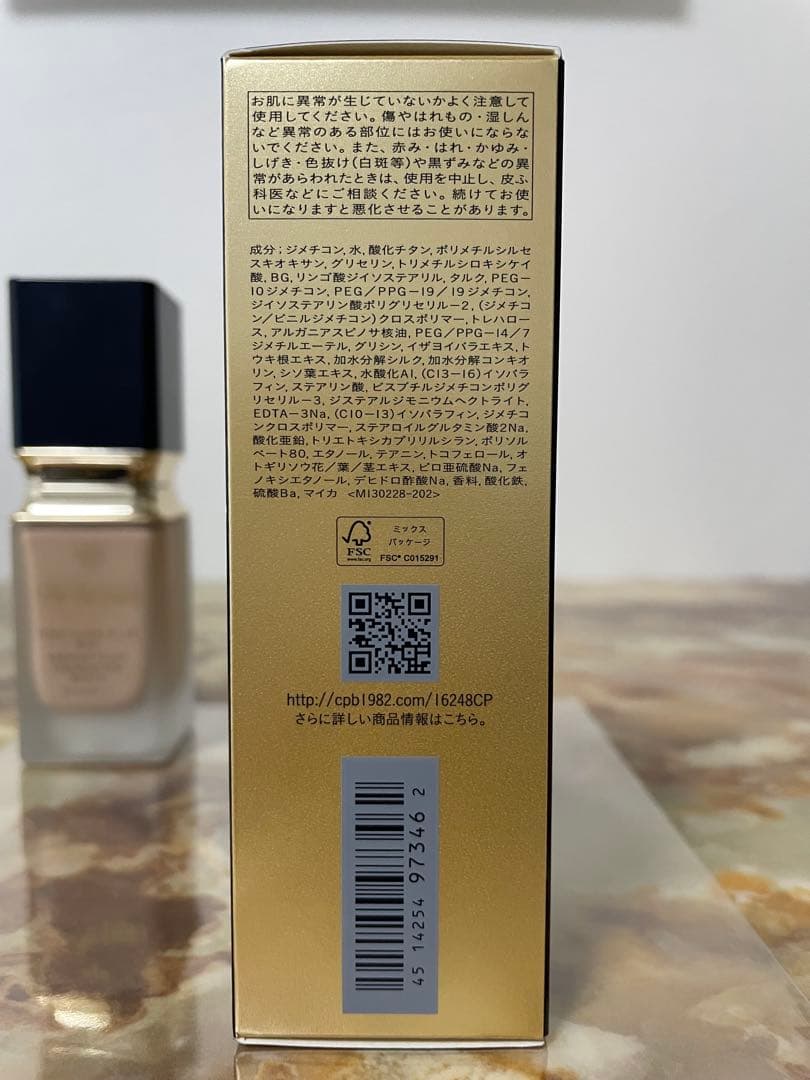 お肌に異常が生じていないかよく注意して
使用してください。傷やはれもの・湿しん
など異常のある部位にはお使いにならな
いでください。また、赤み・はれ・かゆみ・
しげき・色抜け(白斑等)や黒ずみなどの異
常があらわれたときは、使用を中止し、皮ふ
科医などにご相談ください。続けてお使
いになりますと悪化させることがあります。
成分;ジメチコン,水,酸化チタン,ポリメチルシルセ
スキオキサン,グリセリン,トリメチルシロキシケイ
酸,BG,リンゴ酸ジイソステアリル,タルク,PEG-
10ジメチコン,PEG/PPG-19/19ジメチコン,
ジイソステアリン酸ポリグリセリル-2,(ジメチコ
ン/ビニルジメチコン)クロスポリマー,トレハロー
ス,アルガニアスピノサ核油,PEG/PPG-14/7
ジメチルエーテル,グリシン,イザヨイバラエキス,ト
ウキ根エキス,加水分解シルク,加水分解コンキオ
リン,シソ葉エキス,水酸化Al,(C13-16)イソパラ
フィン,ステアリン酸,ビスブチルジメチコンポリグ
リセリル-3,ジステアルジモニウムヘクトライト,
EDTA-3Na,(C10-13)イソパラフィン,ジメチコ
ンクロスポリマー,ステアロイルグルタミン酸2Na,
酸化亜鉛,トリエトキシカプリリルシラン,ポリソル
ベート80,エタノール,テアニン,トコフェロール,オ
トギリソウ花/葉/茎エキス,ピロ亜硫酸Na,フェ
ノキシエタノール,デヒドロ酢酸Na,香料,酸化鉄,
硫酸Ba,マイカ <MI30228-202>
FSC
www.fsc.org
ミックス
パッケージ
FSC® C015291
http://cpb1982.com/16248CP
さらに詳しい商品情報はこちら。
45 14254 97346 2